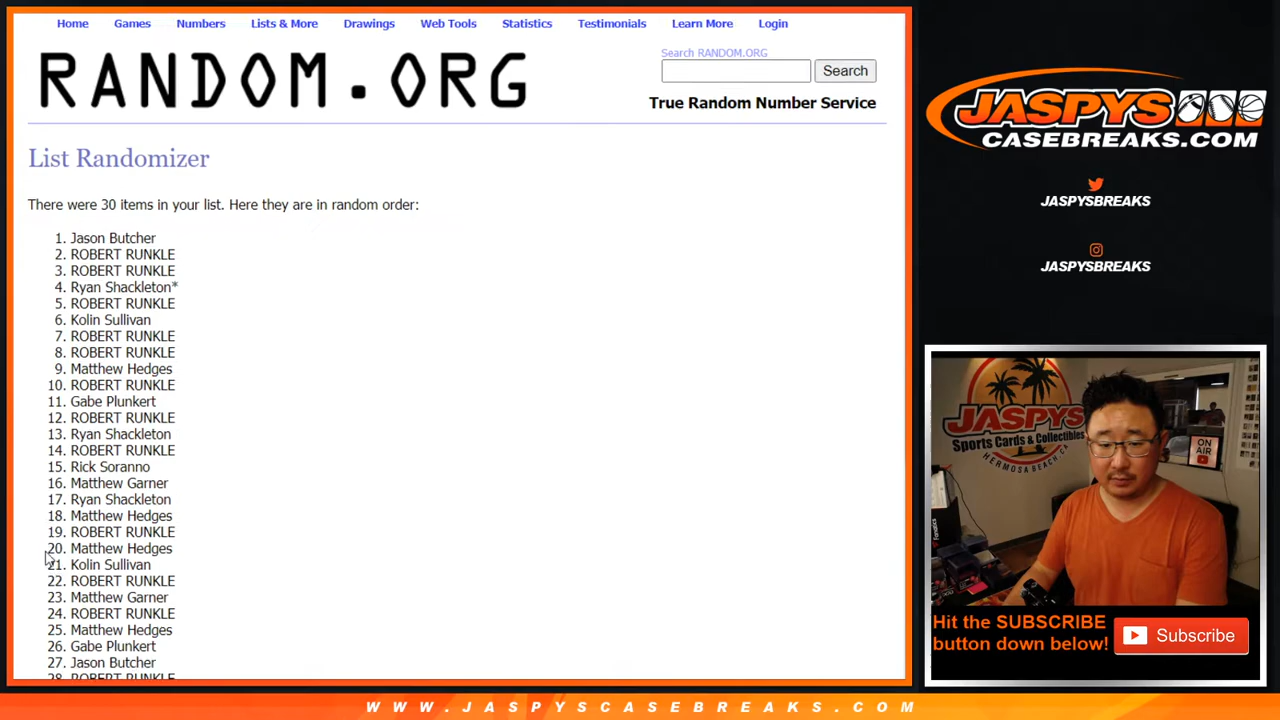 Home Games Numbers Lists & More Drawings Web Tools Statistics Testimonials Learn More Login
RANDOM.ORG
Search RANDOM.ORG
Search
True Random Number Service
List Randomizer
There were 30 items in your list. Here they are in random order:
1. Jason Butcher
2. ROBERT RUNKLE
3. ROBERT RUNKLE
4. Ryan Shackleton*
5. ROBERT RUNKLE
6. Kolin Sullivan
7. ROBERT RUNKLE
8. ROBERT RUNKLE
9. Matthew Hedges
10. ROBERT RUNKLE
11. Gabe Plunkert
12. ROBERT RUNKLE
13. Ryan Shackleton
14. ROBERT RUNKLE
15. Rick Soranno
16. Matthew Garner
17. Ryan Shackleton
18. Matthew Hedges
19. ROBERT RUNKLE
20. Matthew Hedges
21. Kolin Sullivan
22. ROBERT RUNKLE
23. Matthew Garner
24. ROBERT RUNKLE
25. Matthew Hedges
26. Gabe Plunkert
27. Jason Butcher
28. ROBERT RUNKLE
JASPYS
CASEBREAKS.COM
JASPYSBREAKS
JASPYSBREAKS
JASPYS
Sports Cards & Collectibles
HERMOSA BEACH, CA
ON AIR
Fanatics
Hit the SUBSCRIBE
button down below!
Subscribe
WWW.JASPYSCASEBREAKS.COM